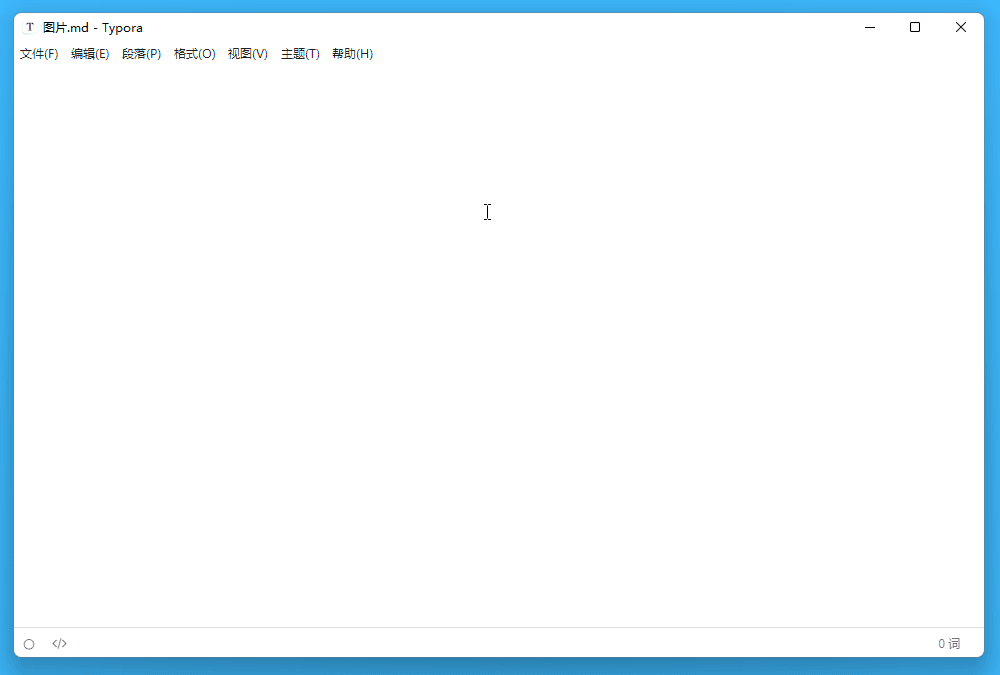 T 图片.md - Typora
文件(F) 编辑(E) 段落(P) 格式(O) 视图(V) 主题(T) 帮助(H)
</> 0 词